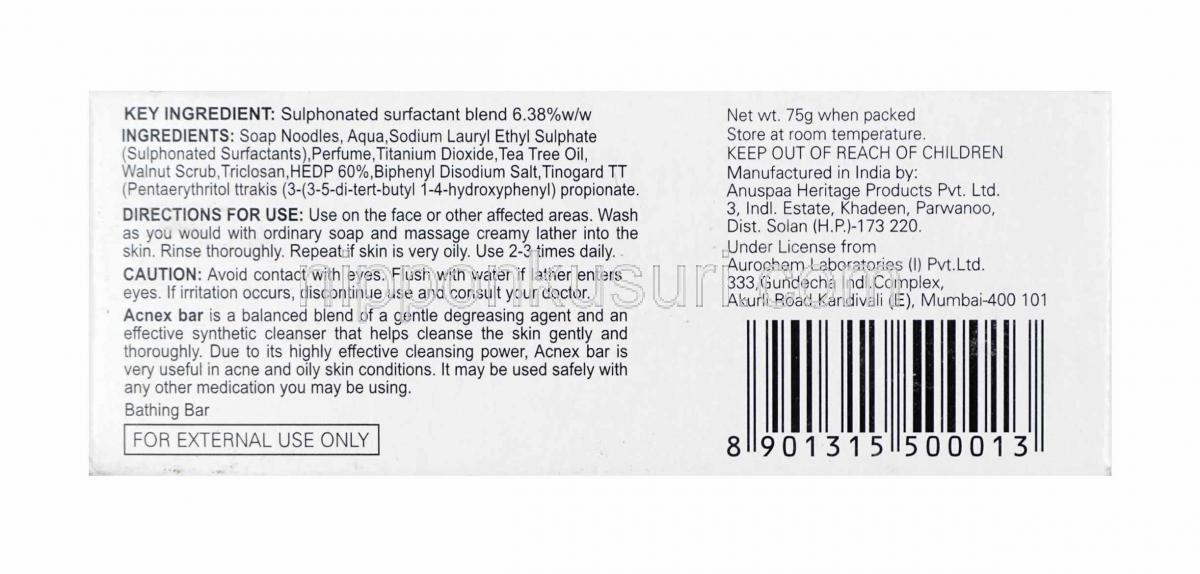 KEY INGREDIENT: Sulphonated surfactant blend 6.38%w/w
INGREDIENTS: Soap Noodles, Aqua,Sodium Lauryl Ethyl Sulphate
(Sulphonated Surfactants),Perfume,Titanium Dioxide,Tea Tree Oil,
Walnut Scrub,Triclosan,HEDP 60%,Biphenyl Disodium Salt,Tinogard TT
(Pentaerythritol ttrakis (3-(3-5-di-tert-butyl 1-4-hydroxyphenyl) propionate.
DIRECTIONS FOR USE: Use on the face or other affected areas. Wash
as you would with ordinary soap and massage creamy lather into the
skin. Rinse thoroughly. Repeat if skin is very oily. Use 2-3 times daily.
CAUTION: Avoid contact with eyes. Flush with water if lather enters
eyes. If irritation occurs, discontinue use and consult your doctor.
Acnex bar is a balanced blend of a gentle degreasing agent and an
effective synthetic cleanser that helps cleanse the skin gently and
thoroughly. Due to its highly effective cleansing power, Acnex bar is
very useful in acne and oily skin conditions. It may be used safely with
any other medication you may be using.
Bathing Bar
FOR EXTERNAL USE ONLY
Net wt. 75g when packed
Store at room temperature.
KEEP OUT OF REACH OF CHILDREN
Manufactured in India by:
Anuspaa Heritage Products Pvt. Ltd.
3, Indl. Estate, Khadeen, Parwanoo,
Dist. Solan (H.P.)-173 220.
Under License from
Aurochem Laboratories (I) Pvt.Ltd.
333,Gundecha Indl.Complex,
Akurli Road,Kandivali (E), Mumbai-400 101
8 901315 500013
nipponkusuri.com